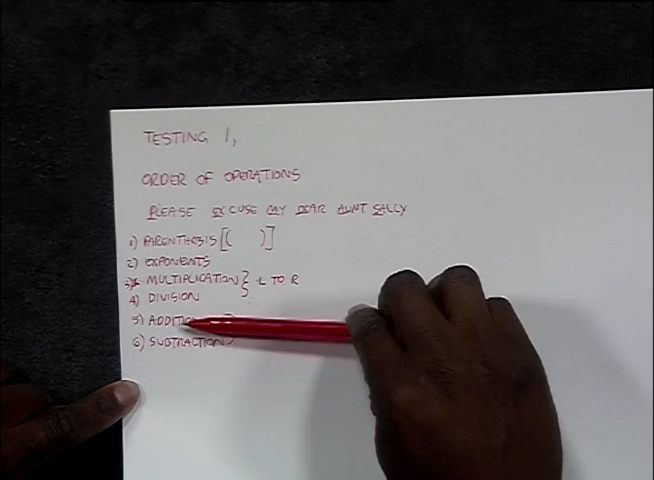 TESTING 1,
ORDER OF OPERATIONS
PLEASE EXCUSE MY DEAR AUNT SALLY
1) PARENTHESIS [( )]
2) EXPONENTS
3) MULTIPLICATION } L TO R
4) DIVISION
5) ADDITION
6) SUBTRACTION